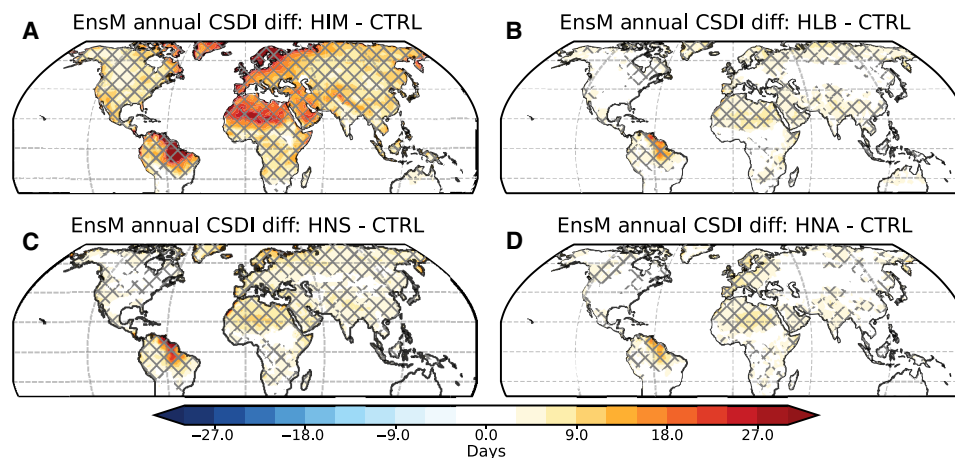 EnsM annual CSDI diff: HIM - CTRL
A
EnsM annual CSDI diff: HLB - CTRL
B
EnsM annual CSDI diff: HNS - CTRL
C
EnsM annual CSDI diff: HNA - CTRL
D
−27.0 −18.0 −9.0 0.0 9.0 18.0 27.0
Days